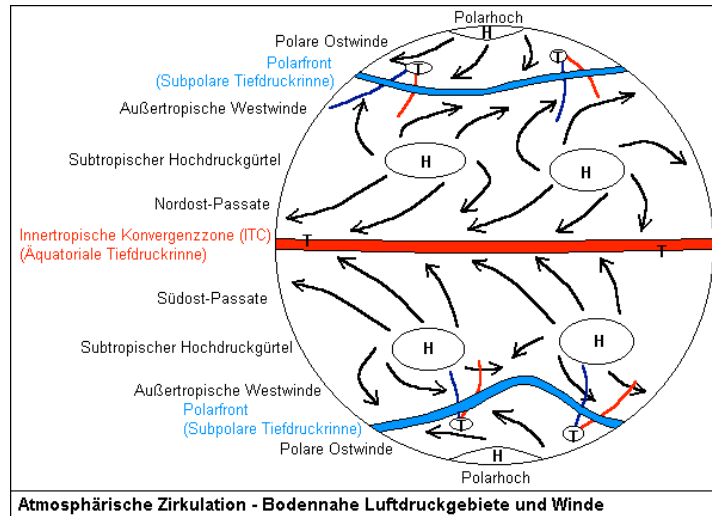 Polarhoch
H
Polare Ostwinde
Polarfront
(Subpolare Tiefdruckrinne)
T
T
Außertropische Westwinde
Subtropischer Hochdruckgürtel
H
H
Nordost-Passate
Innertropische Konvergenzzone (ITC)
(Äquatoriale Tiefdruckrinne)
T
T
Südost-Passate
Subtropischer Hochdruckgürtel
H
H
Außertropische Westwinde
Polarfront
(Subpolare Tiefdruckrinne)
T
T
Polare Ostwinde
H
Polarhoch
Atmosphärische Zirkulation - Bodennahe Luftdruckgebiete und Winde